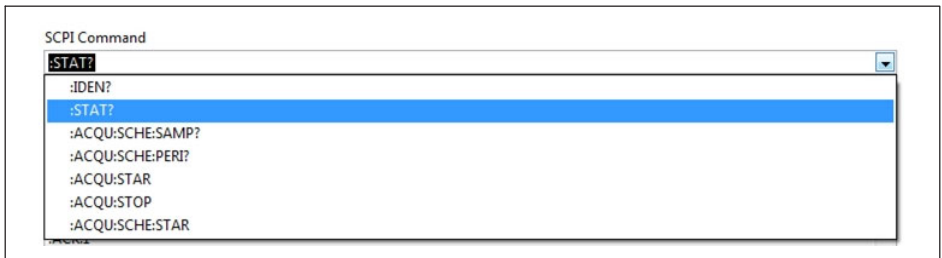 SCPI Command
:STAT?
:IDEN?
:STAT?
:ACQU:SCHE:SAMP?
:ACQU:SCHE:PERI?
:ACQU:STAR
:ACQU:STOP
:ACQU:SCHE:STAR